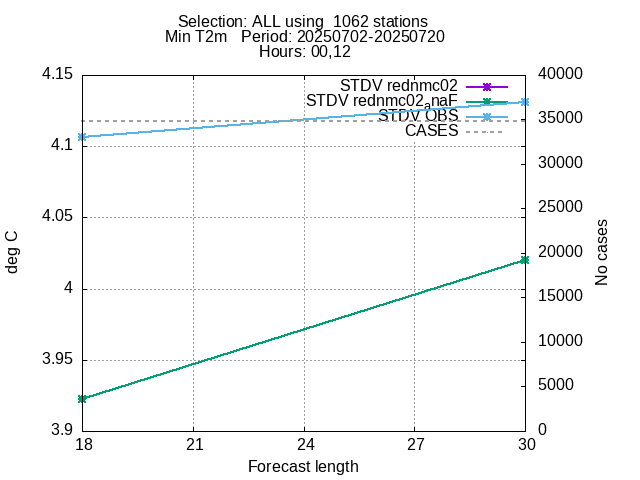 Selection: ALL using  1062 stations
Min T2m   Period: 20250702-20250720
Hours: 00,12
STDV rednmc02
STDV rednmc02_anaF
STDV OBS
CASES
4.15
4.1
4.05
4
3.95
3.9
deg C
40000
35000
30000
25000
20000
15000
10000
5000
0
No cases
18 21 24 27 30
Forecast length